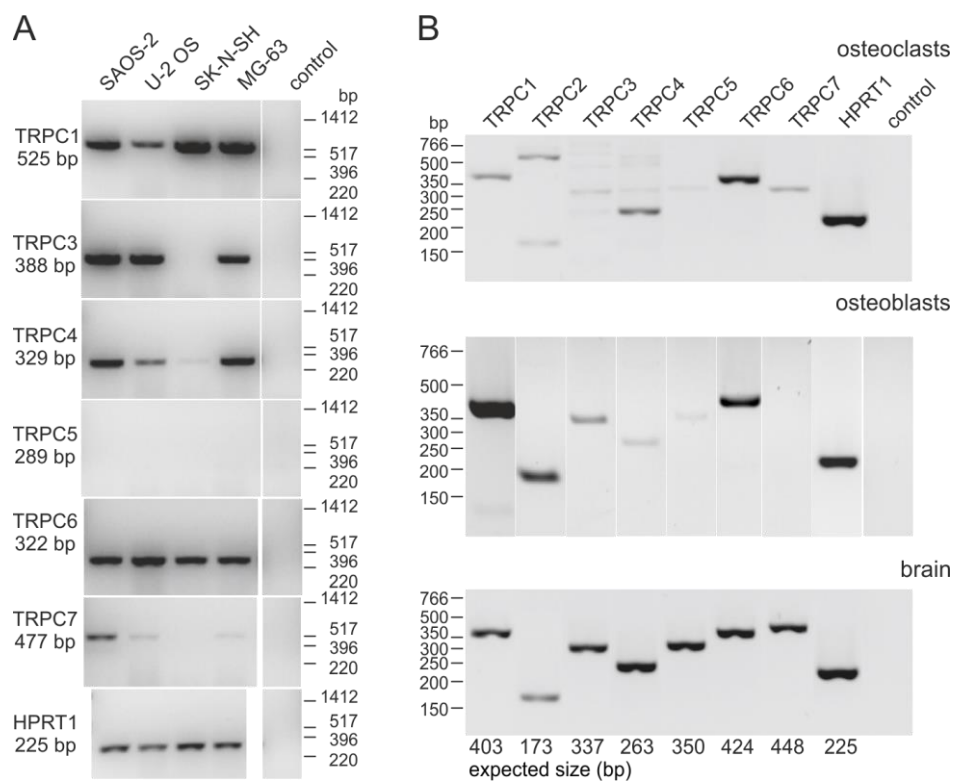 A
SAOS-2 U-2 OS SK-N-SH MG-63 control
bp
TRPC1
525 bp
1412
517
396
220
TRPC3
388 bp
1412
517
396
220
TRPC4
329 bp
1412
517
396
220
TRPC5
289 bp
1412
517
396
220
TRPC6
322 bp
1412
517
396
220
TRPC7
477 bp
1412
517
396
220
HPRT1
225 bp
1412
517
396
220
B
osteoclasts
TRPC1 TRPC2 TRPC3 TRPC4 TRPC5 TRPC6 TRPC7 HPRT1 control
bp
766
500
350
300
250
200
150
osteoblasts
766
500
350
300
250
200
150
brain
766
500
350
300
250
200
150
403 173 337 263 350 424 448 225
expected size (bp)